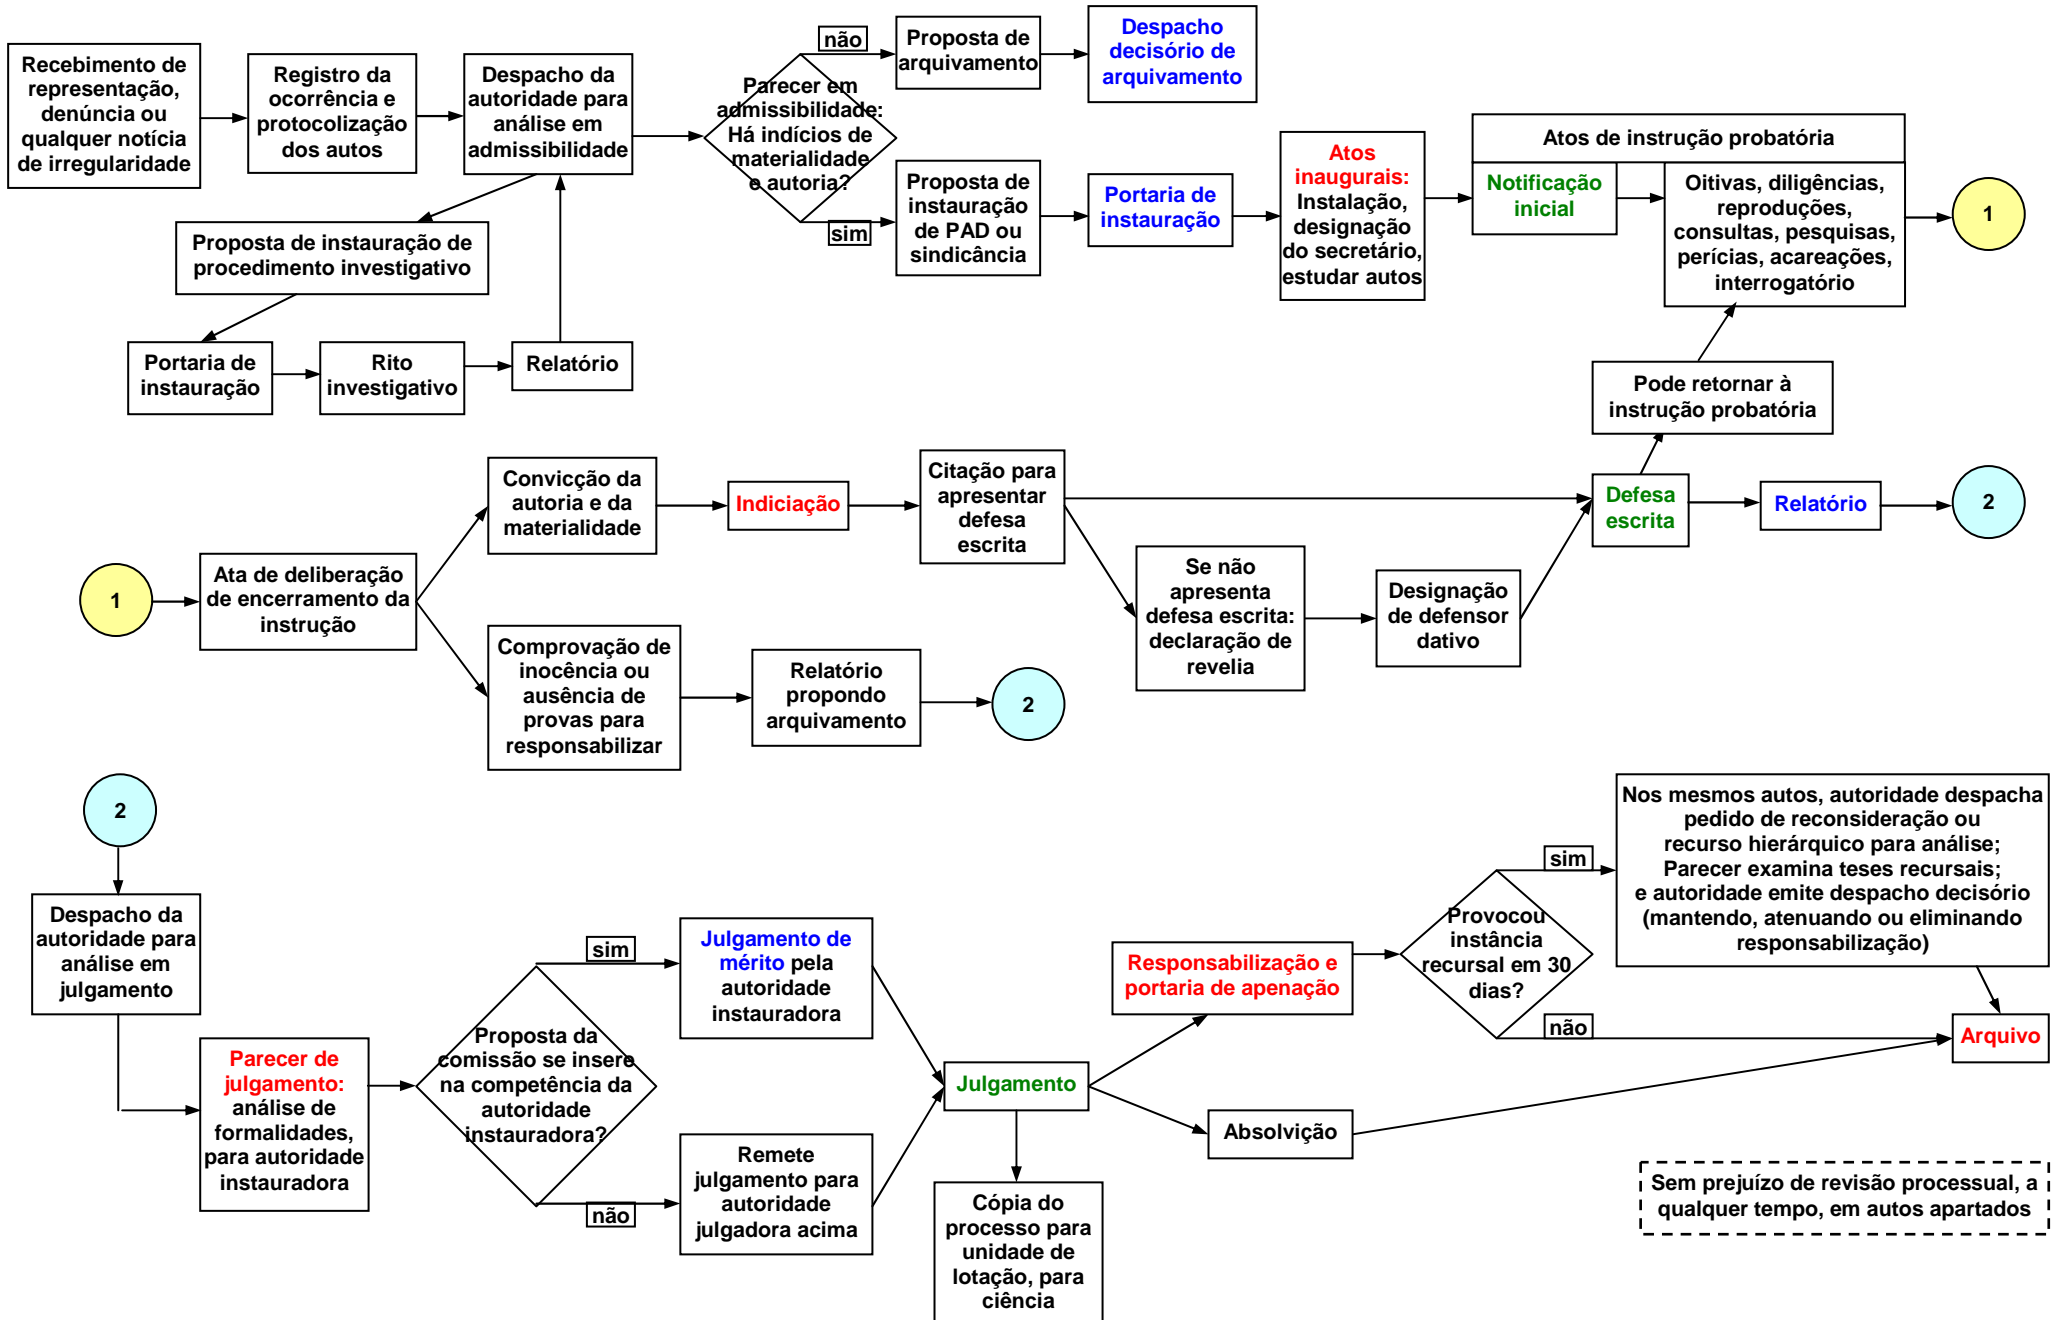 Recebimento de
representação,
denúncia ou
qualquer notícia
de irregularidade
Registro da
ocorrência e
protocolização
dos autos
Despacho da
autoridade para
análise em
admissibilidade
Parecer em
admissibilidade:
Há indícios de
materialidade
e autoria?
não
Proposta de
arquivamento
Despacho
decisório de
arquivamento
sim
Proposta de
instauração
de PAD ou
sindicância
Portaria de
instauração
Atos
inaugurais:
Instalação,
designação
do secretário,
estudar autos
Atos de instrução probatória
Notificação
inicial
Oitivas, diligências,
reproduções,
consultas, pesquisas,
perícias, acareações,
interrogatório
1
Proposta de instauração de
procedimento investigativo
Portaria de
instauração
Rito
investigativo
Relatório
Pode retornar à
instrução probatória
1
Ata de deliberação
de encerramento da
instrução
Convicção da
autoria e da
materialidade
Indiciação
Citação para
apresentar
defesa
escrita
Se não
apresenta
defesa escrita:
declaração de
revelia
Designação
de defensor
dativo
Defesa
escrita
Relatório
2
Comprovação de
inocência ou
ausência de
provas para
responsabilizar
Relatório
propondo
arquivamento
2
2
Despacho da
autoridade para
análise em
julgamento
Parecer de
julgamento:
análise de
formalidades,
para autoridade
instauradora
Proposta da
comissão se insere
na competência da
autoridade
instauradora?
sim
Julgamento de
mérito pela
autoridade
instauradora
não
Remete
julgamento para
autoridade
julgadora acima
Julgamento
Cópia do
processo para
unidade de
lotação, para
ciência
Responsabilização e
portaria de apenação
Absolvição
Provocou
instância
recursal em 30
dias?
sim
Nos mesmos autos, autoridade despacha
pedido de reconsideração ou
recurso hierárquico para análise;
Parecer examina teses recursais;
e autoridade emite despacho decisório
(mantendo, atenuando ou eliminando
responsabilização)
não
Arquivo
Sem prejuízo de revisão processual, a
qualquer tempo, em autos apartados